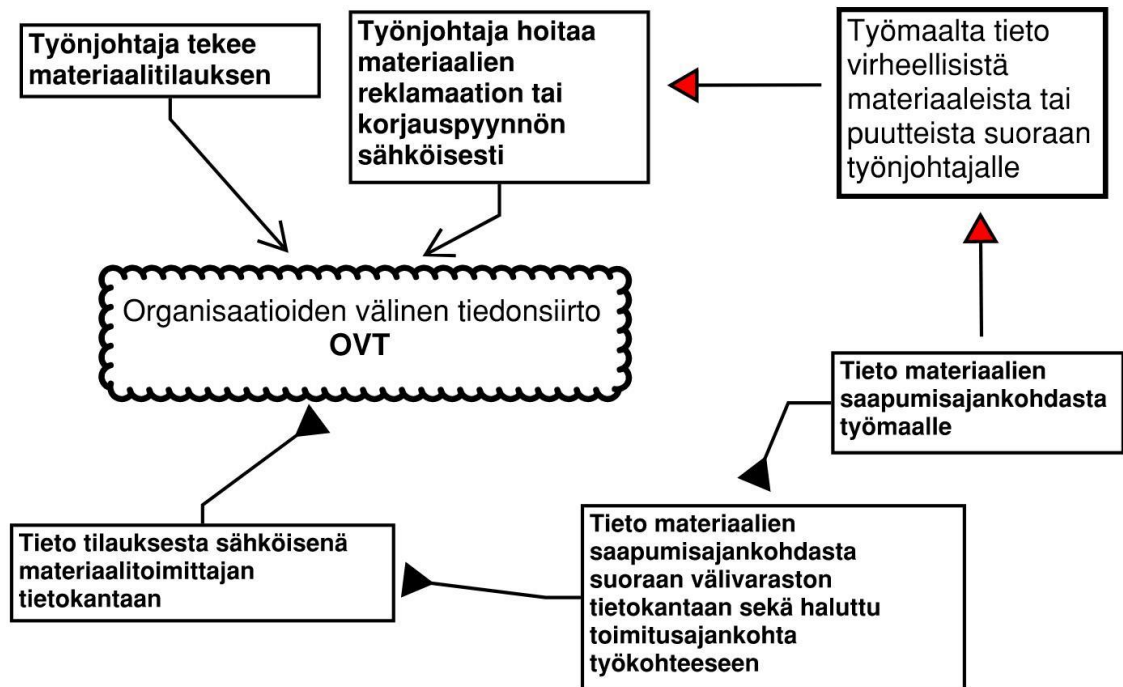 Työnjohtaja tekee
materiaalitilauksen
Työnjohtaja hoitaa
materiaalien
reklamaation tai
korjauspyynnön
sähköisesti
Työmaalta tieto
virheellisistä
materiaaleista tai
puutteista suoraan
työnjohtajalle
Organisaatioiden välinen tiedonsiirto
OVT
Tieto materiaalien
saapumisajankohdasta
työmaalle
Tieto tilauksesta sähköisenä
materiaalitoimittajan
tietokantaan
Tieto materiaalien
saapumisajankohdasta
suoraan välivaraston
tietokantaan sekä haluttu
toimitusajankohta
työkohteeseen